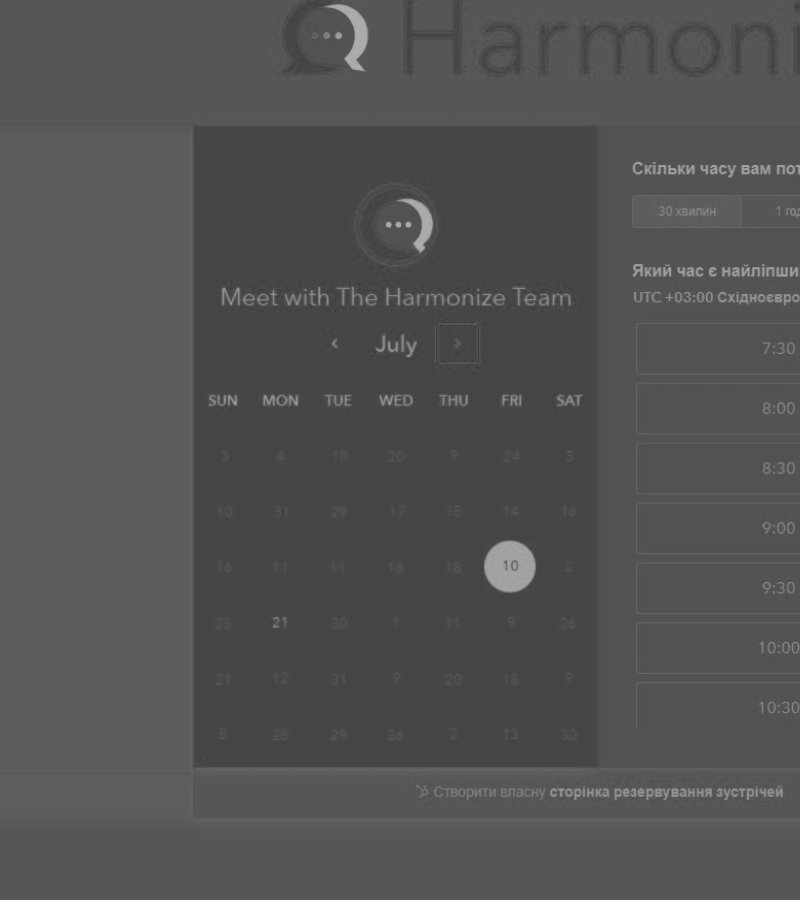 Harmoni
Meet with The Harmonize Team
July
SUN MON TUE WED THU FRI SAT
3 4 10 20 9 24 3
10 31 29 17 15 14 16
16 11 11 18 18 10 2
25 21 30 1 11 9 26
21 12 31 9 20 18 9
5 25 29 26 2 13 30
Скільки часу вам пот
30 хвилин 1 год
Який час є найліпши
UTC +03:00 Східноєвро
7:30
8:00
8:30
9:00
9:30
10:00
10:30
Створити власну сторінка резервування зустрічей